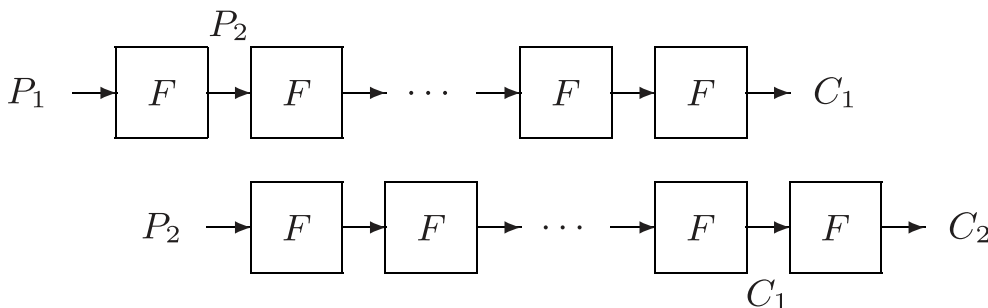 P₂
P₁ F F ⋯ F F C₁
P₂ F F ⋯ F F C₂
C₁